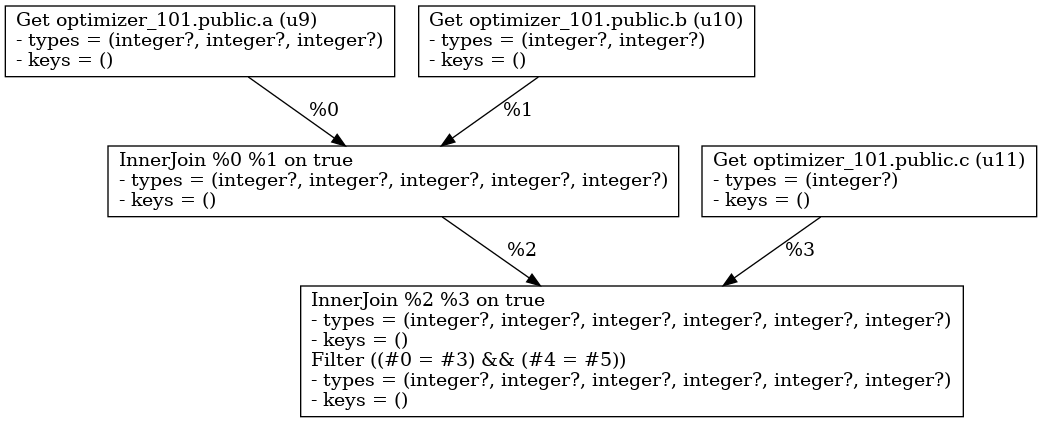 Get optimizer_101.public.a (u9)
- types = (integer?, integer?, integer?)
- keys = ()
Get optimizer_101.public.b (u10)
- types = (integer?, integer?)
- keys = ()
%0
%1
InnerJoin %0 %1 on true
- types = (integer?, integer?, integer?, integer?, integer?)
- keys = ()
Get optimizer_101.public.c (u11)
- types = (integer?)
- keys = ()
%2
%3
InnerJoin %2 %3 on true
- types = (integer?, integer?, integer?, integer?, integer?, integer?)
- keys = ()
Filter ((#0 = #3) && (#4 = #5))
- types = (integer?, integer?, integer?, integer?, integer?, integer?)
- keys = ()